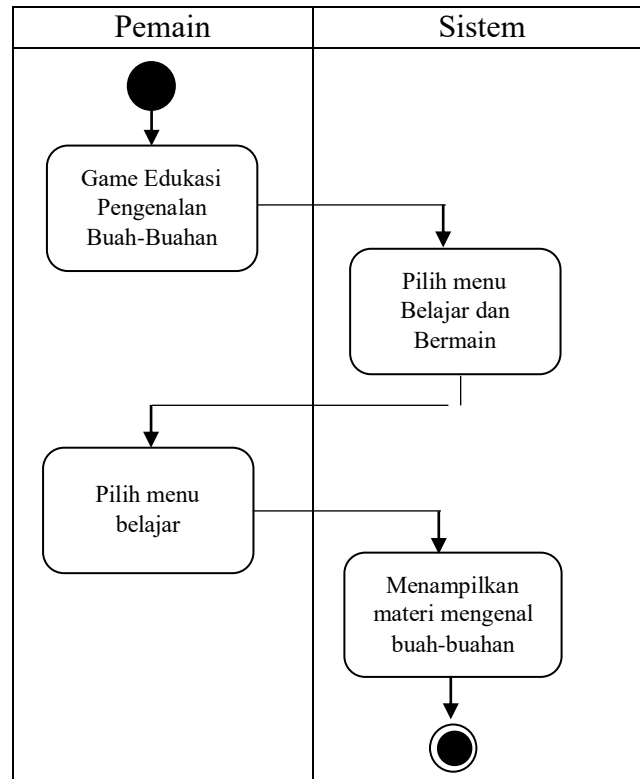 Pemain
Sistem
Game Edukasi
Pengenalan
Buah-Buahan
Pilih menu
Belajar dan
Bermain
Pilih menu
belajar
Menampilkan
materi mengenal
buah-buahan